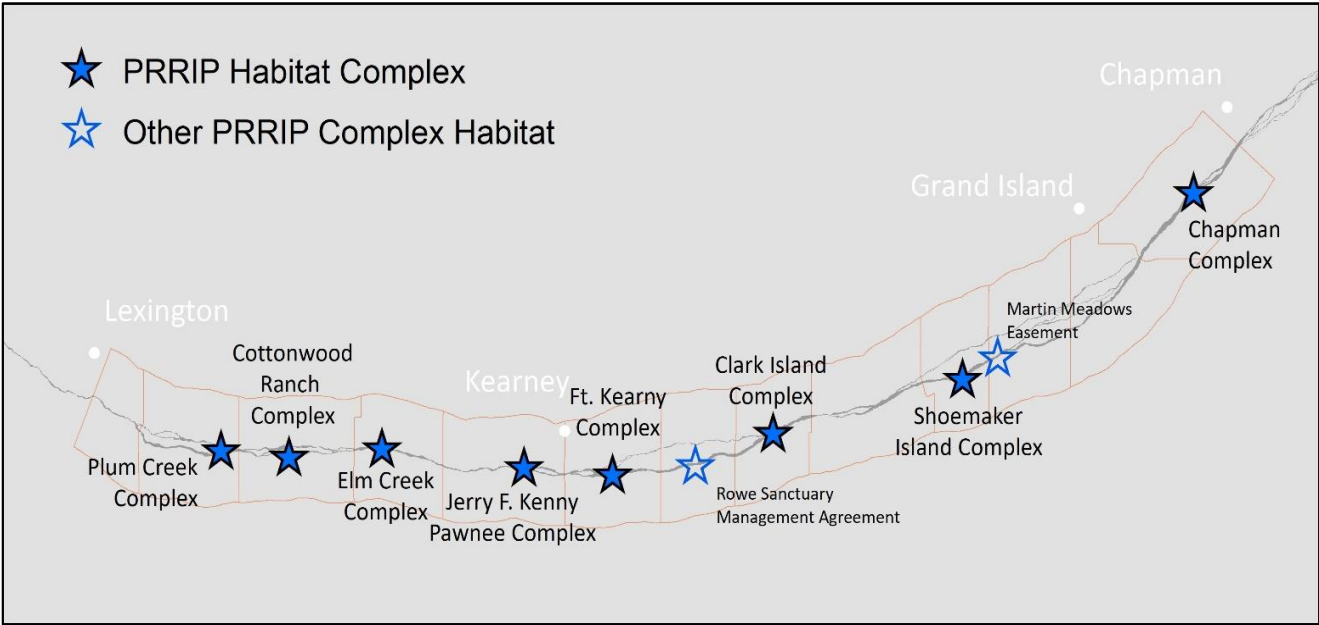 PRRIP Habitat Complex
Other PRRIP Complex Habitat
Chapman
Grand Island
Chapman
Complex
Lexington
Martin Meadows
Easement
Cottonwood
Ranch
Complex
Kearney
Clark Island
Complex
Ft. Kearny
Complex
Shoemaker
Island Complex
Plum Creek
Complex
Elm Creek
Complex
Jerry F. Kenny
Pawnee Complex
Rowe Sanctuary
Management Agreement